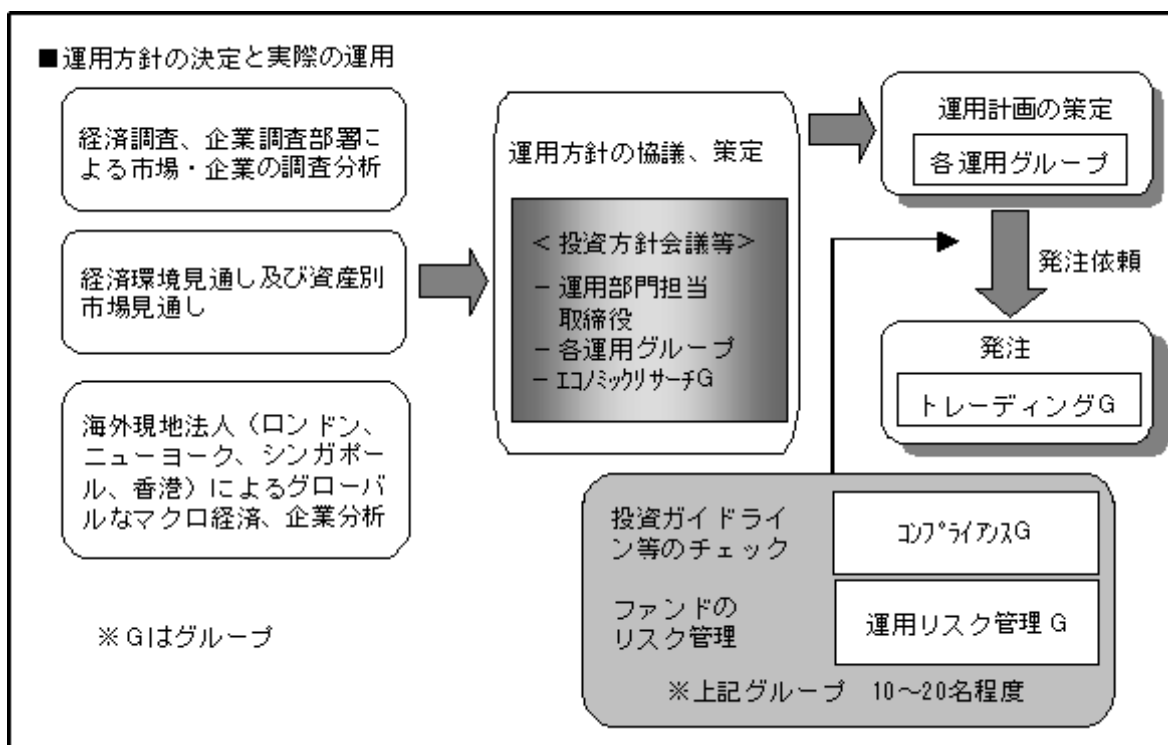 ■運用方針の決定と実際の運用
経済調査、企業調査部署に
よる市場・企業の調査分析
経済環境見通し及び資産別
市場見通し
海外現地法人（ロンドン、
ニューヨーク、シンガポー
ル、香港）によるグローバ
ルなマクロ経済、企業分析
※Gはグループ
運用方針の協議、策定
＜投資方針会議等＞
－運用部門担当
取締役
－各運用グループ
－ｴｺﾉﾐｯｸﾘｻｰﾁG
運用計画の策定
各運用グループ
発注依頼
発注
トレーディングG
投資ガイドライ
ン等のチェック
ｺﾝﾌﾟﾗｲｱﾝｽG
ファンドの
リスク管理
運用リスク管理G
※上記グループ　10～20名程度